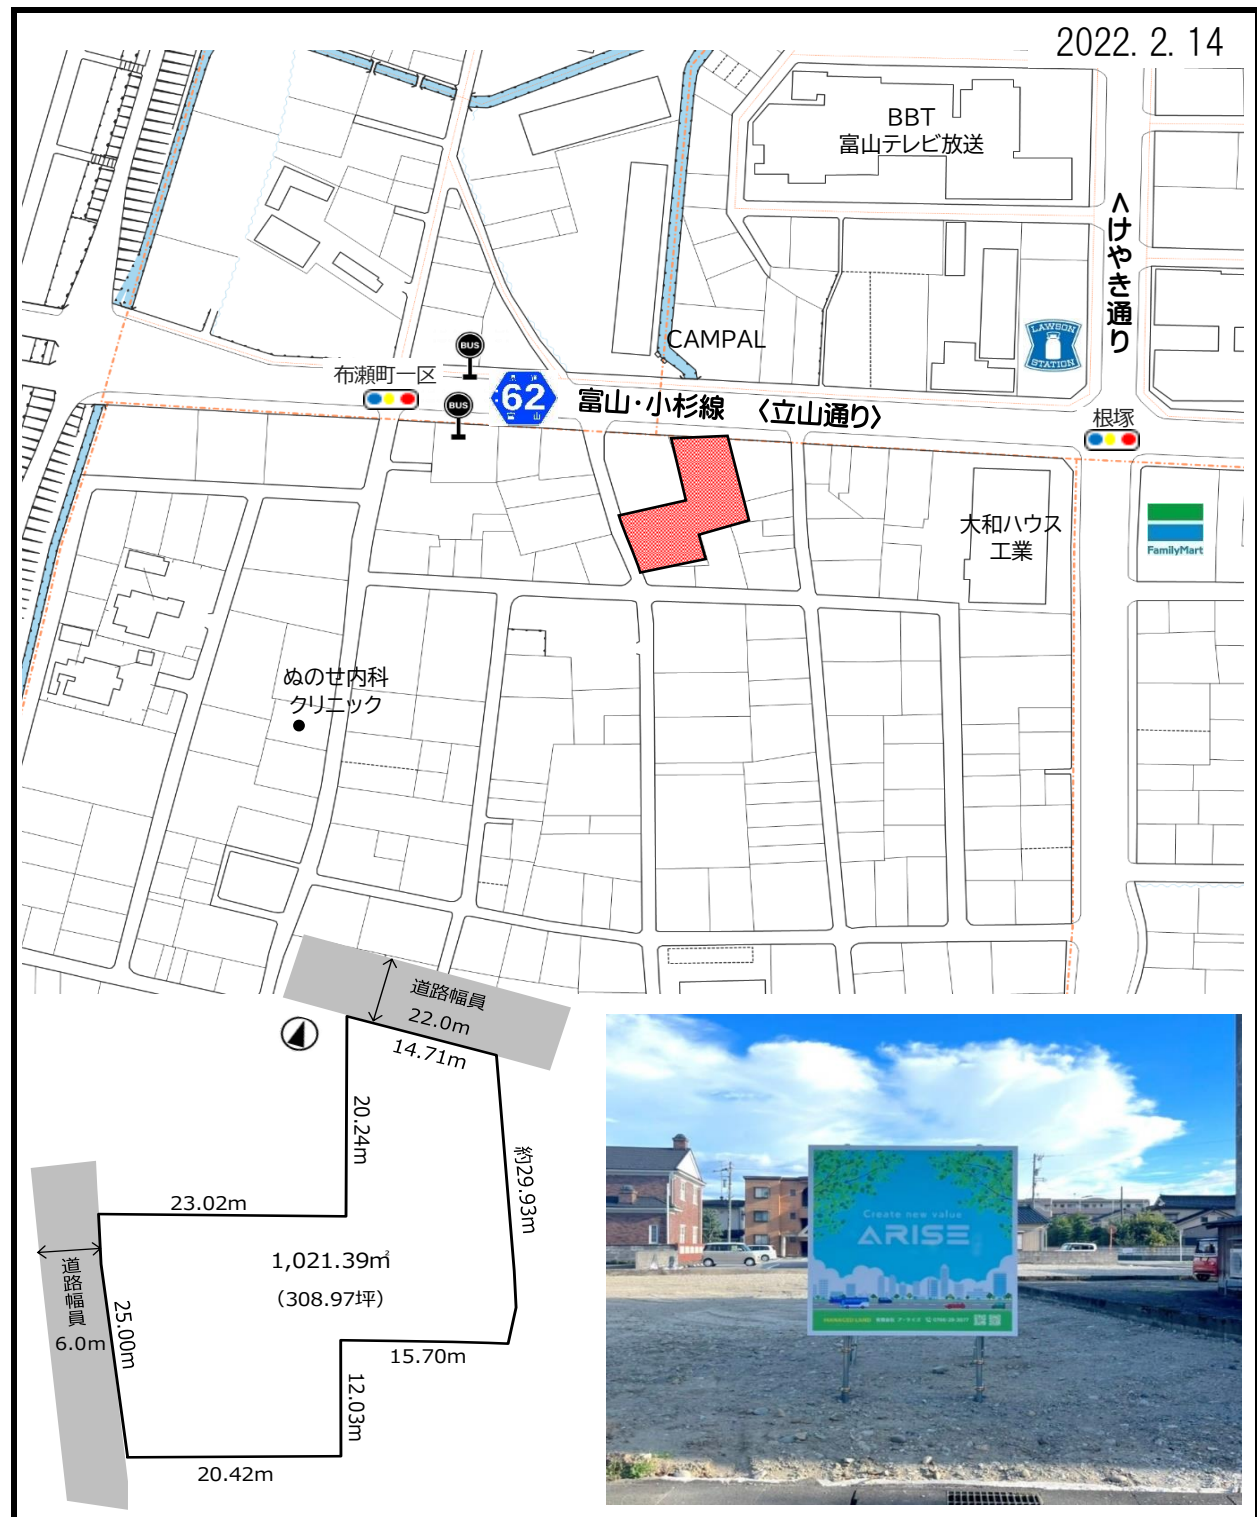 2022. 2. 14
BBT
富山テレビ放送
<けやき通り
LAWSON
STATION
CAMPAL
BUS
布瀬町一区
BUS
県道
62
富山
富山・小杉線 〈立山通り〉
根塚
大和ハウス
工業
FamilyMart
ぬのせ内科
クリニック
道路幅員
22.0m
14.71m
20.24m
約29.93m
23.02m
1,021.39㎡
(308.97坪)
道路幅員
6.0m
25.00m
15.70m
12.03m
20.42m
Create new value
ARISE